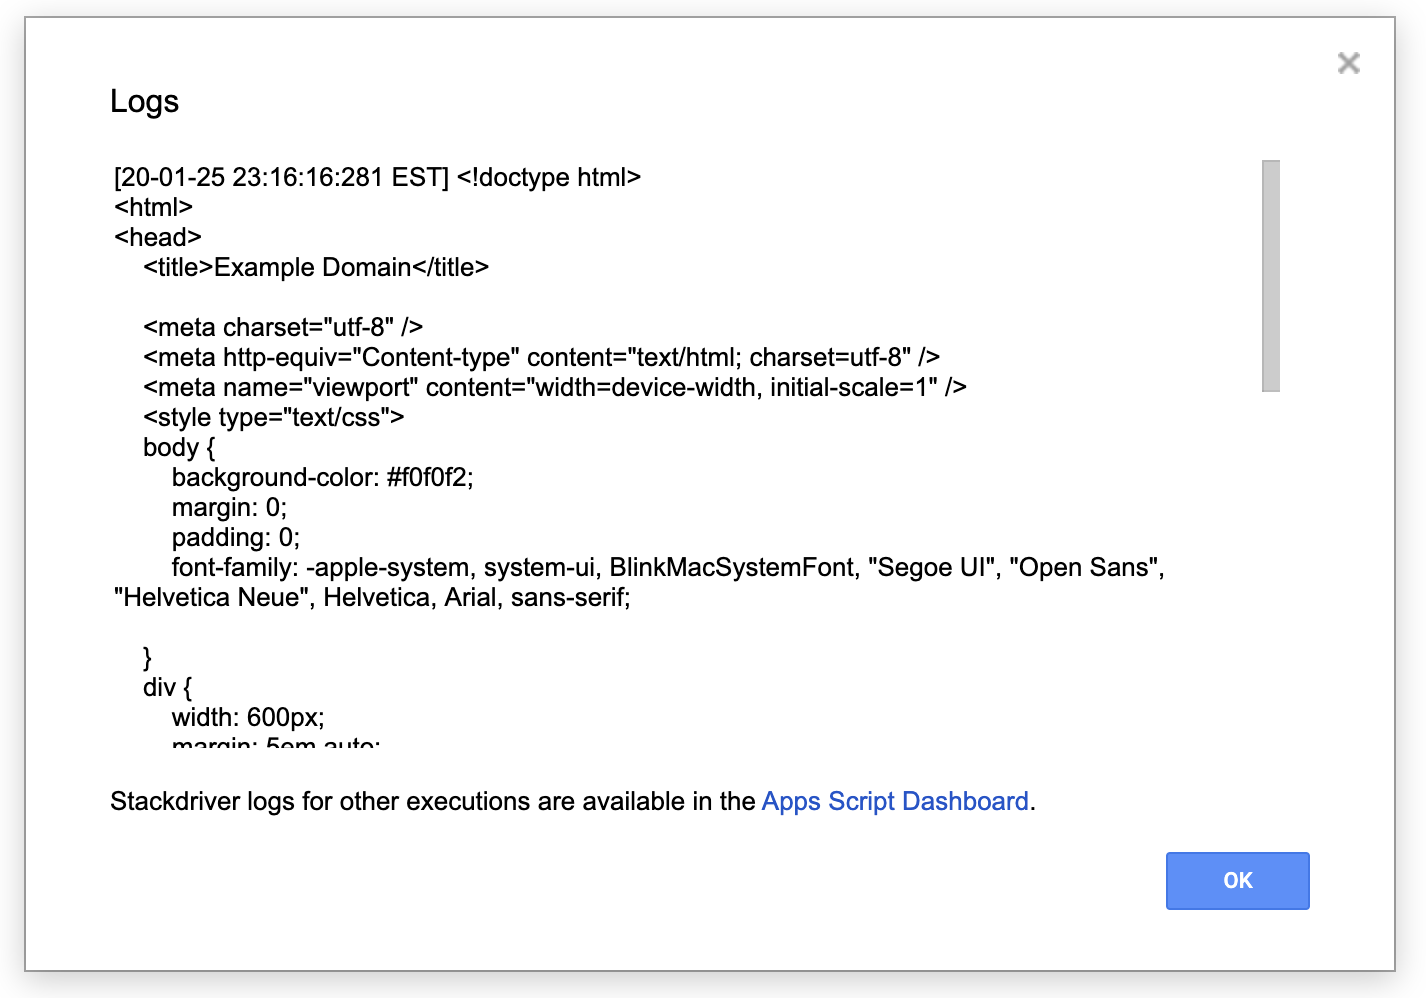 Logs
[20-01-25 23:16:16:281 EST] <!doctype html>
<html>
<head>
    <title>Example Domain</title>

    <meta charset="utf-8" />
    <meta http-equiv="Content-type" content="text/html; charset=utf-8" />
    <meta name="viewport" content="width=device-width, initial-scale=1" />
    <style type="text/css">
    body {
        background-color: #f0f0f2;
        margin: 0;
        padding: 0;
        font-family: -apple-system, system-ui, BlinkMacSystemFont, "Segoe UI", "Open Sans",
"Helvetica Neue", Helvetica, Arial, sans-serif;

    }
    div {
        width: 600px;
        margin: 5em auto;
Stackdriver logs for other executions are available in the Apps Script Dashboard.
OK